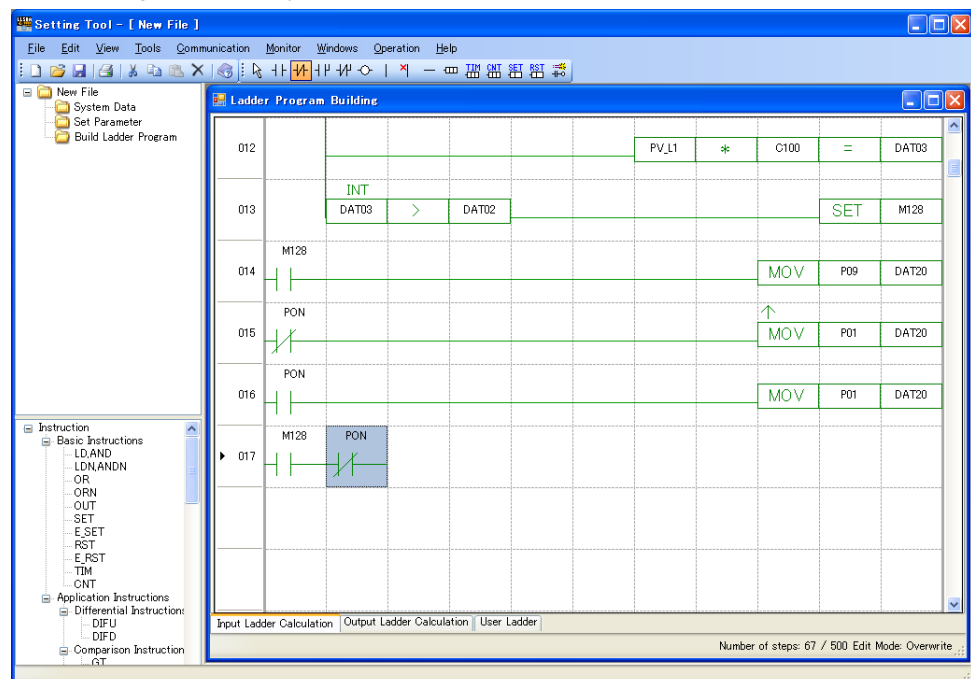 Setting Tool - [ New File ]
File Edit View Tools Communication Monitor Windows Operation Help
TIM CNT SET RST
New File
System Data
Set Parameter
Build Ladder Program
Ladder Program Building
012 PV_L1 * C100 = DAT03
INT
013 DAT03 > DAT02 SET M128
M128
014 MOV P09 DAT20
PON ↑
015 MOV P01 DAT20
PON
016 MOV P01 DAT20
M128 PON
017
Instruction
Basic Instructions
LD,AND
LDN,ANDN
OR
ORN
OUT
SET
E_SET
RST
E_RST
TIM
CNT
Application Instructions
Differential Instructions
DIFU
DIFD
Comparison Instruction
GT
Input Ladder Calculation Output Ladder Calculation User Ladder
Number of steps: 67 / 500 Edit Mode: Overwrite